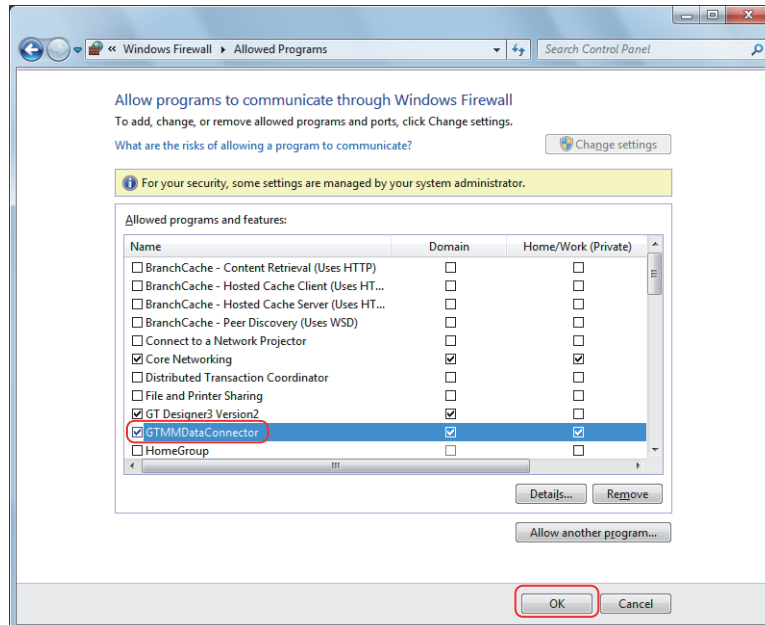 « Windows Firewall ▸ Allowed Programs
Search Control Panel
Allow programs to communicate through Windows Firewall
To add, change, or remove allowed programs and ports, click Change settings.
What are the risks of allowing a program to communicate?
Change settings
For your security, some settings are managed by your system administrator.
Allowed programs and features:
Name Domain Home/Work (Private)
BranchCache - Content Retrieval (Uses HTTP)
BranchCache - Hosted Cache Client (Uses HT...
BranchCache - Hosted Cache Server (Uses HT...
BranchCache - Peer Discovery (Uses WSD)
Connect to a Network Projector
Core Networking
Distributed Transaction Coordinator
File and Printer Sharing
GT Designer3 Version2
GTMMDataConnector
HomeGroup
Details... Remove
Allow another program...
OK Cancel